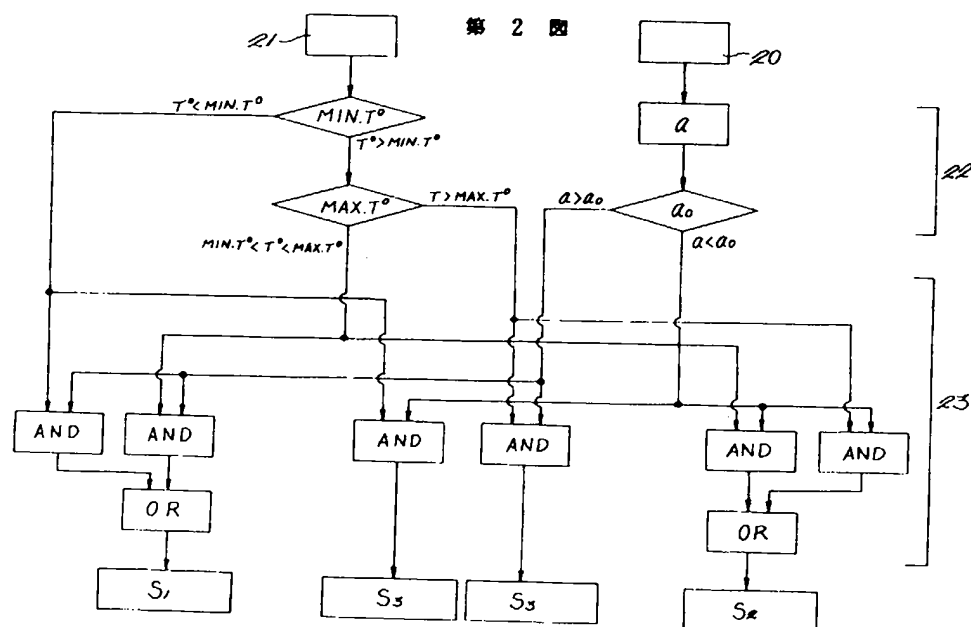 第 2 図
21
20
T°<MIN.T°
MIN.T°
T°>MIN.T°
a
22
MAX.T°
T>MAX.T°
a>a₀
a₀
a<a₀
MIN.T°<T°<MAX.T°
23
AND
AND
AND
AND
AND
AND
OR
OR
S₁
S₃
S₃
S₂